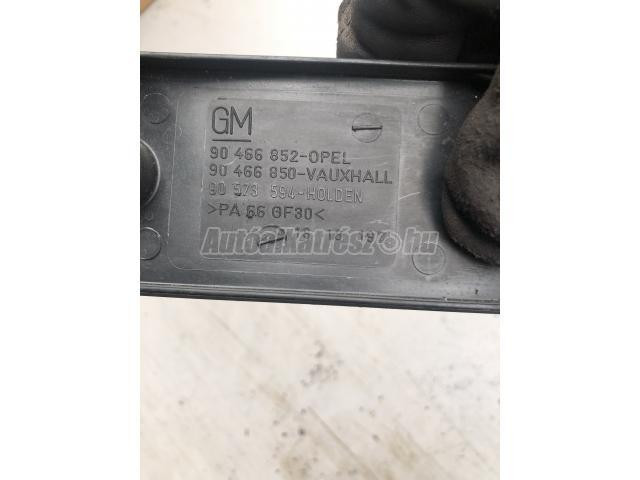 GM
90 466 852-OPEL
90 466 850-VAUXHALL
90 573 594-HOLDEN
>PA 66 GF30<
Autóalkatrész.hu